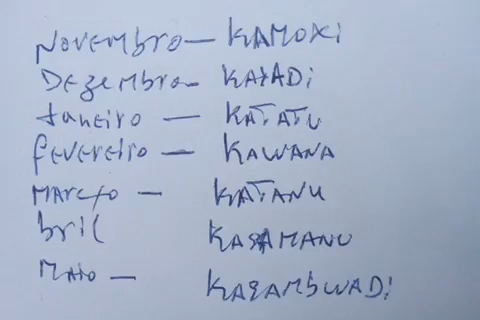 Novembro — KAMOXI
Dezembro — KAYADI
Janeiro — KATATU
fevereiro — KAWANA
março — KATANU
bril KASAMANU
Maio — KASAMBWADI